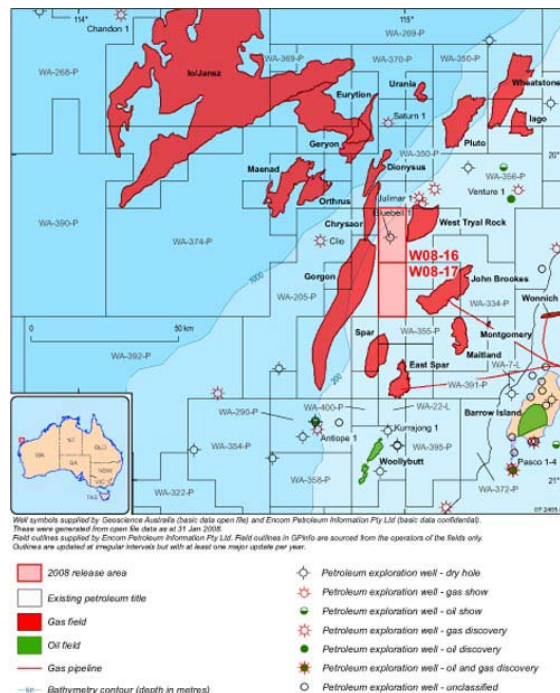 114°
115°
Chandon 1
WA-269-P
WA-268-P
Io/Jansz
WA-369-P
WA-370-P
WA-350-P
Urania
Wheatstone
Eurytion
Saturn 1
Iago
Pluto
20°
Geryon
WA-350-P
Dionysus
WA-356-P
Maenad
Julimar 1
Venture 1
Orthrus
Bluebell 1
Chrysaor
West Tryal Rock
WA-390-P
WA-374-P
Clio
W08-16
W08-17
1000
Gorgon
John Brookes
WA-205-P
WA-334-P
Wonnich
0
50 km
Montgomery
WA-355-P
Spar
Maitland
WA-392-P
WA-7-L
East Spar
200
WA-391-P
WA-400-P
Barrow Island
WA-290-P
WA-22-L
Kurrajong 1
WA-354-P
Antiope 1
WA-395-P
Pasco 1-4
Woollybutt
WA-358-P
WA-372-P
21°
WA-322-P
WA
NT
QLD
SA
NSW
VIC
TAS
Well symbols supplied by Geoscience Australia (basic data open file) and Encom Petroleum Information Pty Ltd (basic data confidential).
These were generated from open file data as at 31 Jan 2008.
Field outlines supplied by Encom Petroleum Information Pty Ltd. Field outlines in GPinfo are sourced from the operators of the fields only.
Outlines are updated at irregular intervals but with at least one major update per year.
2008 release area
Existing petroleum title
Gas field
Oil field
Gas pipeline
Bathymetry contour (depth in metres)
Petroleum exploration well - dry hole
Petroleum exploration well - gas show
Petroleum exploration well - oil show
Petroleum exploration well - gas discovery
Petroleum exploration well - oil discovery
Petroleum exploration well - oil and gas discovery
Petroleum exploration well - unclassified